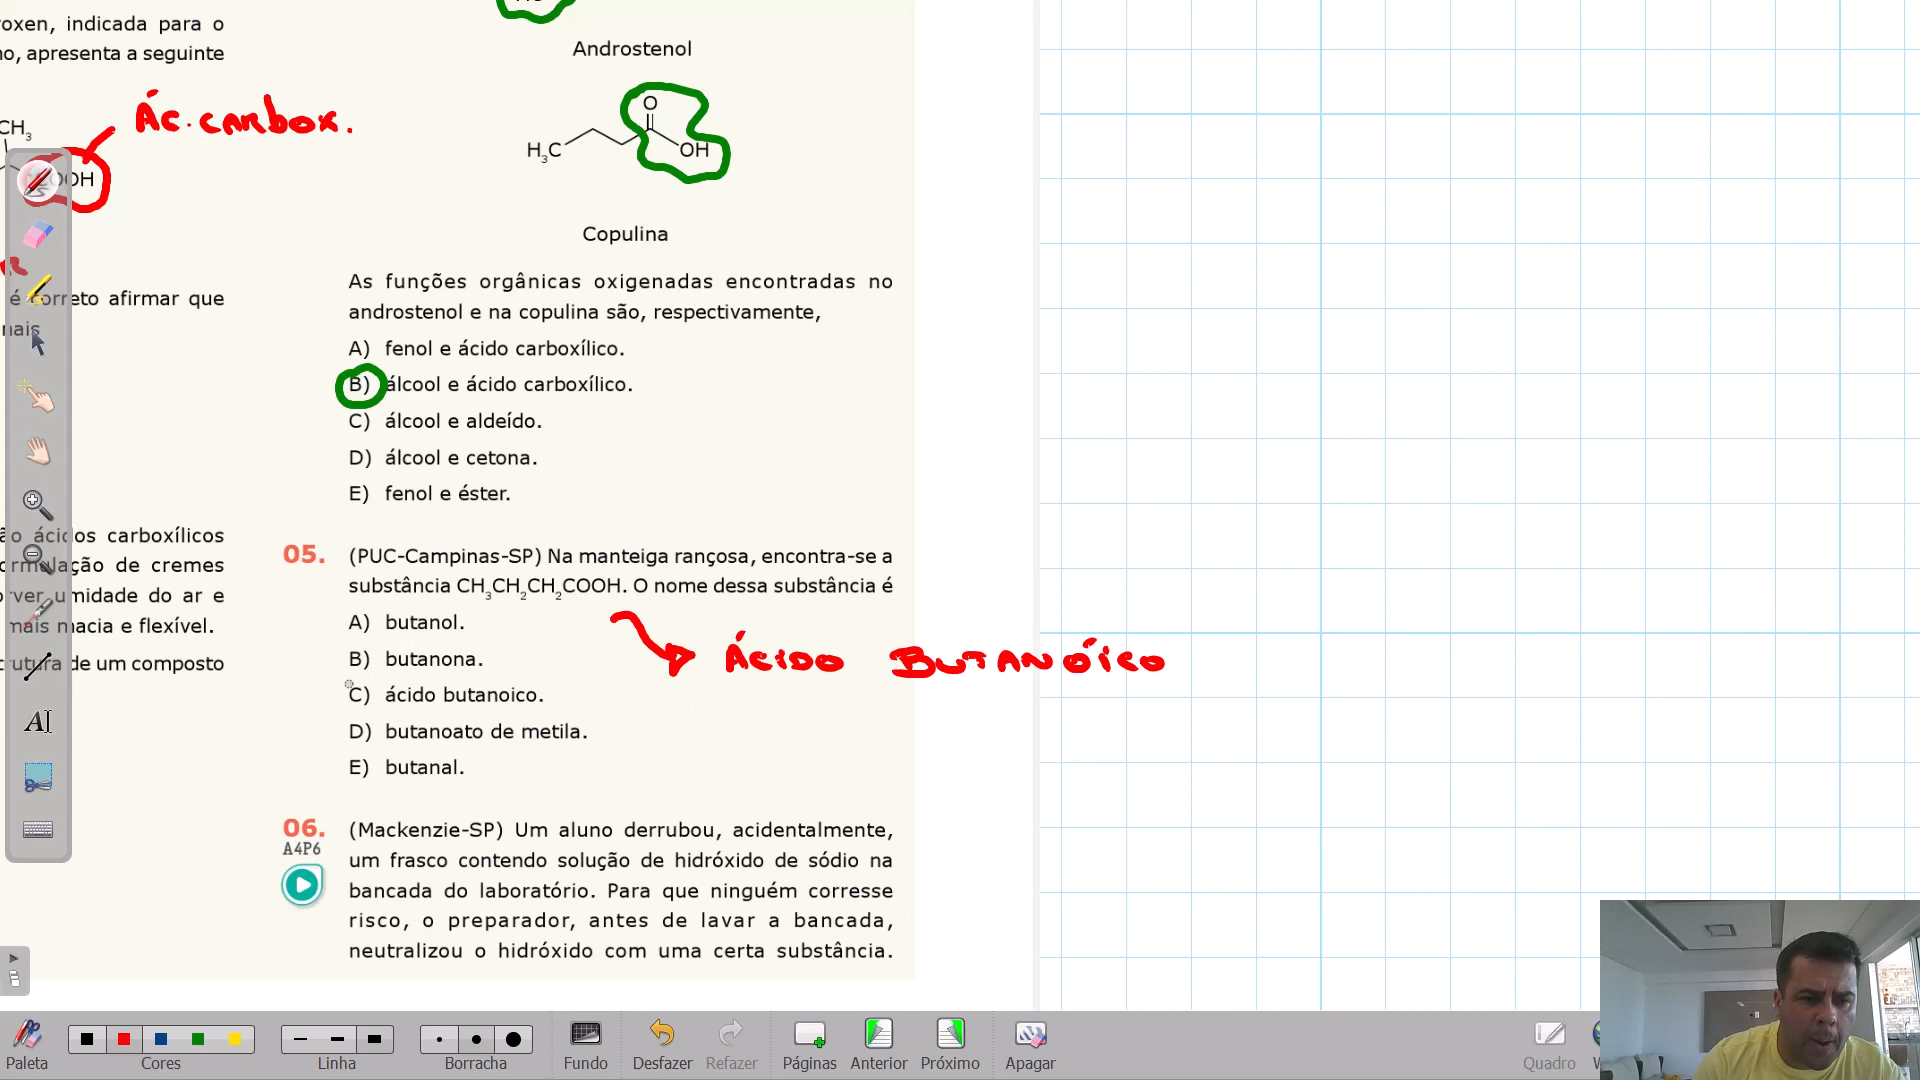 oxen, indicada para o
no, apresenta a seguinte
Ác. carbox.
CH3
COOH
é correto afirmar que
nais
ão ácidos carboxílicos
ormulação de cremes
rver umidade do ar e
mais macia e flexível.
rutura de um composto
Androstenol
O
H3C
OH
Copulina
As funções orgânicas oxigenadas encontradas no
androstenol e na copulina são, respectivamente,
A) fenol e ácido carboxílico.
B) álcool e ácido carboxílico.
C) álcool e aldeído.
D) álcool e cetona.
E) fenol e éster.
05. (PUC-Campinas-SP) Na manteiga rançosa, encontra-se a
substância CH3CH2CH2COOH. O nome dessa substância é
A) butanol.
B) butanona.
ÁCIDO BUTANÓICO
C) ácido butanoico.
D) butanoato de metila.
E) butanal.
06. (Mackenzie-SP) Um aluno derrubou, acidentalmente,
A4P6
um frasco contendo solução de hidróxido de sódio na
bancada do laboratório. Para que ninguém corresse
risco, o preparador, antes de lavar a bancada,
neutralizou o hidróxido com uma certa substância.
Paleta Cores Linha Borracha Fundo Desfazer Refazer Páginas Anterior Próximo Apagar Quadro